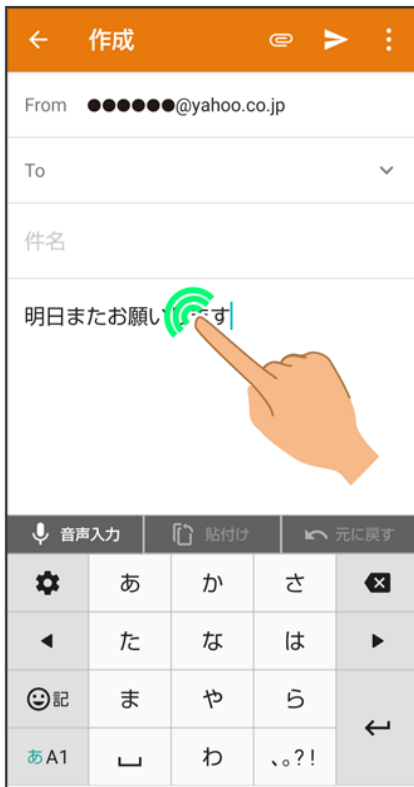 作成
From ●●●●●●@yahoo.co.jp
To
件名
明日またお願いします
音声入力 貼付け 元に戻す
あ か さ
た な は
記 ま や ら
あA1 わ 、。?!